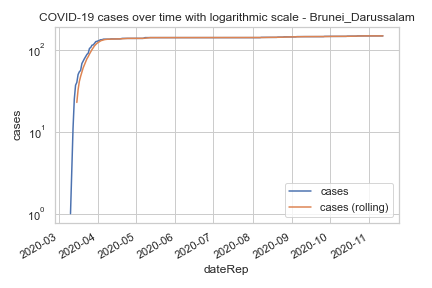 COVID-19 cases over time with logarithmic scale - Brunei_Darussalam
cases
10²
10¹
10⁰
cases
cases (rolling)
2020-03
2020-04
2020-05
2020-06
2020-07
2020-08
2020-09
2020-10
2020-11
dateRep